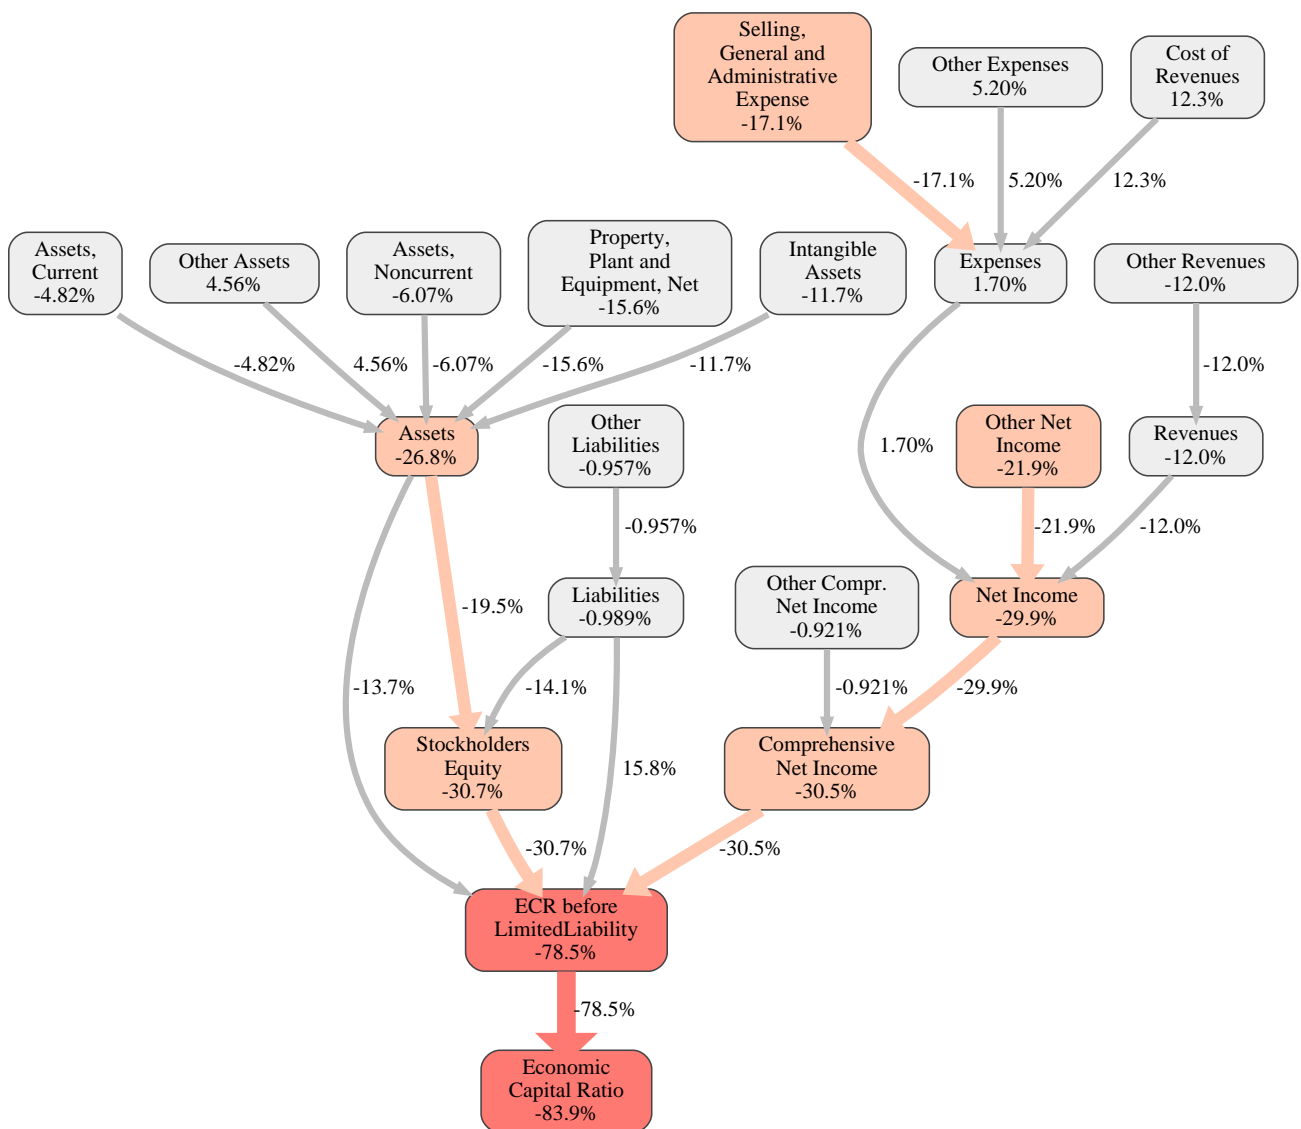 Selling,
General and
Administrative
Expense
-17.1%
Other Expenses
5.20%
Cost of
Revenues
12.3%
-17.1%
5.20%
12.3%
Assets,
Current
-4.82%
Other Assets
4.56%
Assets,
Noncurrent
-6.07%
Property,
Plant and
Equipment, Net
-15.6%
Intangible
Assets
-11.7%
Expenses
1.70%
Other Revenues
-12.0%
-4.82%
4.56%
-6.07%
-15.6%
-11.7%
-12.0%
Assets
-26.8%
Other
Liabilities
-0.957%
1.70%
Other Net
Income
-21.9%
Revenues
-12.0%
-0.957%
-21.9%
-12.0%
-19.5%
Liabilities
-0.989%
Other Compr.
Net Income
-0.921%
Net Income
-29.9%
-13.7%
-14.1%
-0.921%
-29.9%
Stockholders
Equity
-30.7%
15.8%
Comprehensive
Net Income
-30.5%
-30.7%
-30.5%
ECR before
LimitedLiability
-78.5%
-78.5%
Economic
Capital Ratio
-83.9%